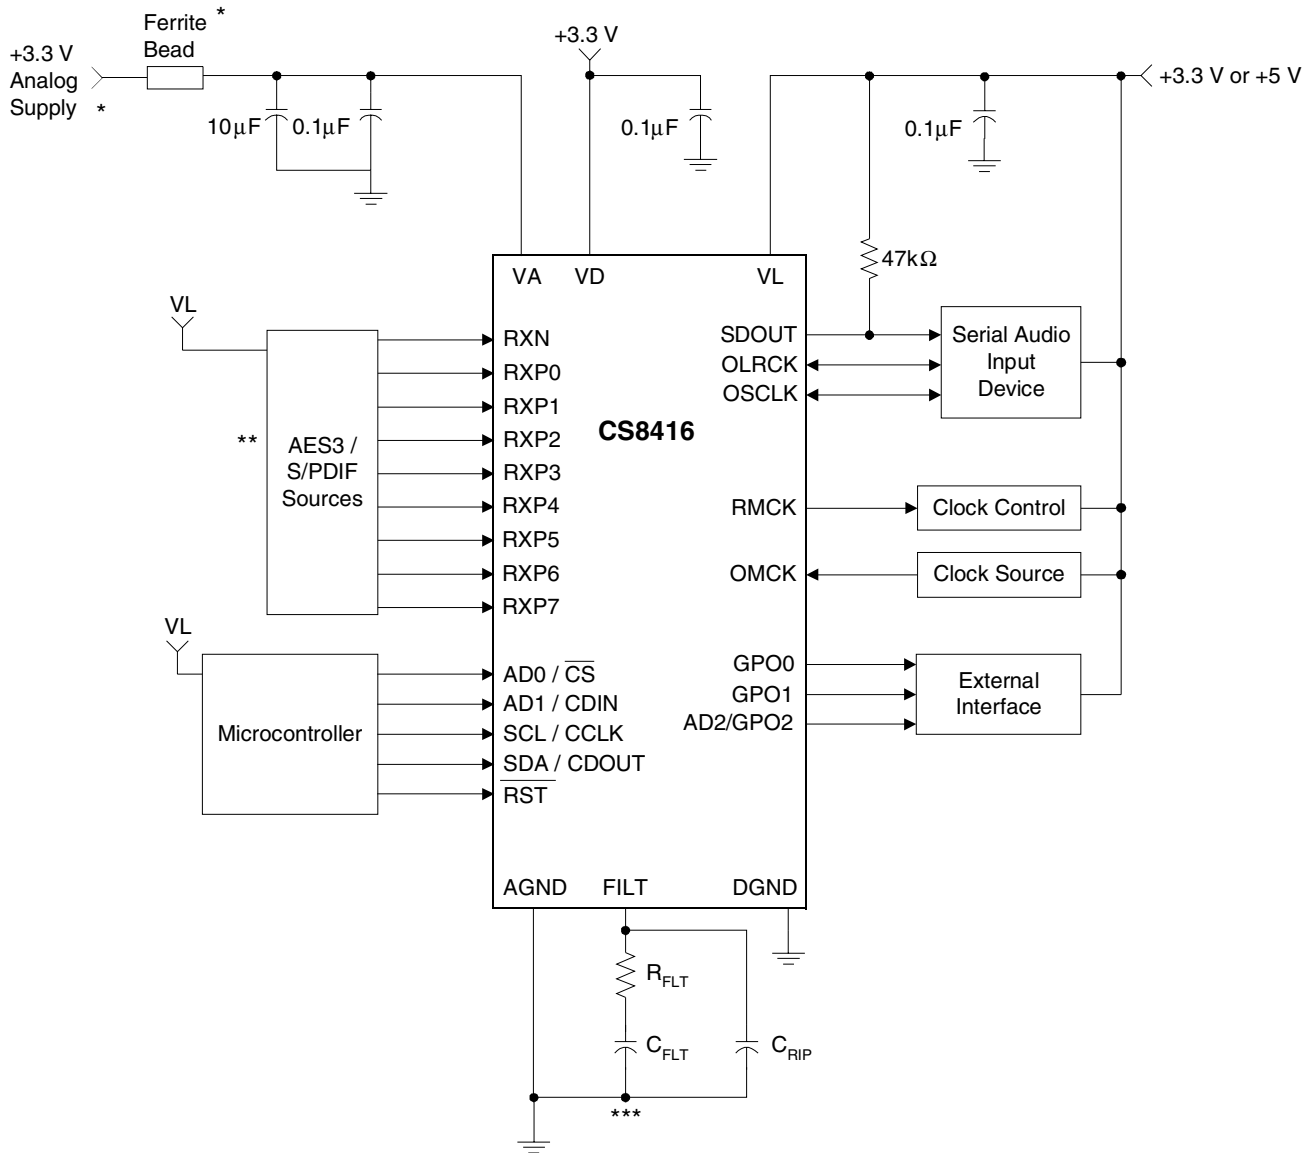 Ferrite *
Bead
+3.3 V
Analog
Supply *
+3.3 V
+3.3 V or +5 V
10µF
0.1µF
0.1µF
0.1µF
47kΩ
VA
VD
VL
VL
RXN
RXP0
RXP1
RXP2
RXP3
RXP4
RXP5
RXP6
RXP7
**
AES3 /
S/PDIF
Sources
CS8416
SDOUT
OLRCK
OSCLK
Serial Audio
Input
Device
RMCK
Clock Control
OMCK
Clock Source
VL
Microcontroller
AD0 / CS
AD1 / CDIN
SCL / CCLK
SDA / CDOUT
RST
GPO0
GPO1
AD2/GPO2
External
Interface
AGND
FILT
DGND
RFLT
CFLT
CRIP
***